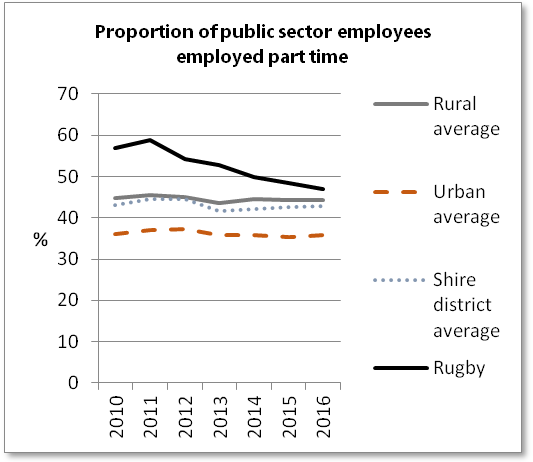 Proportion of public sector employees
employed part time
70
60
50
40
30
20
10
0
%
2010
2011
2012
2013
2014
2015
2016
Rural
average
Urban
average
Shire
district
average
Rugby